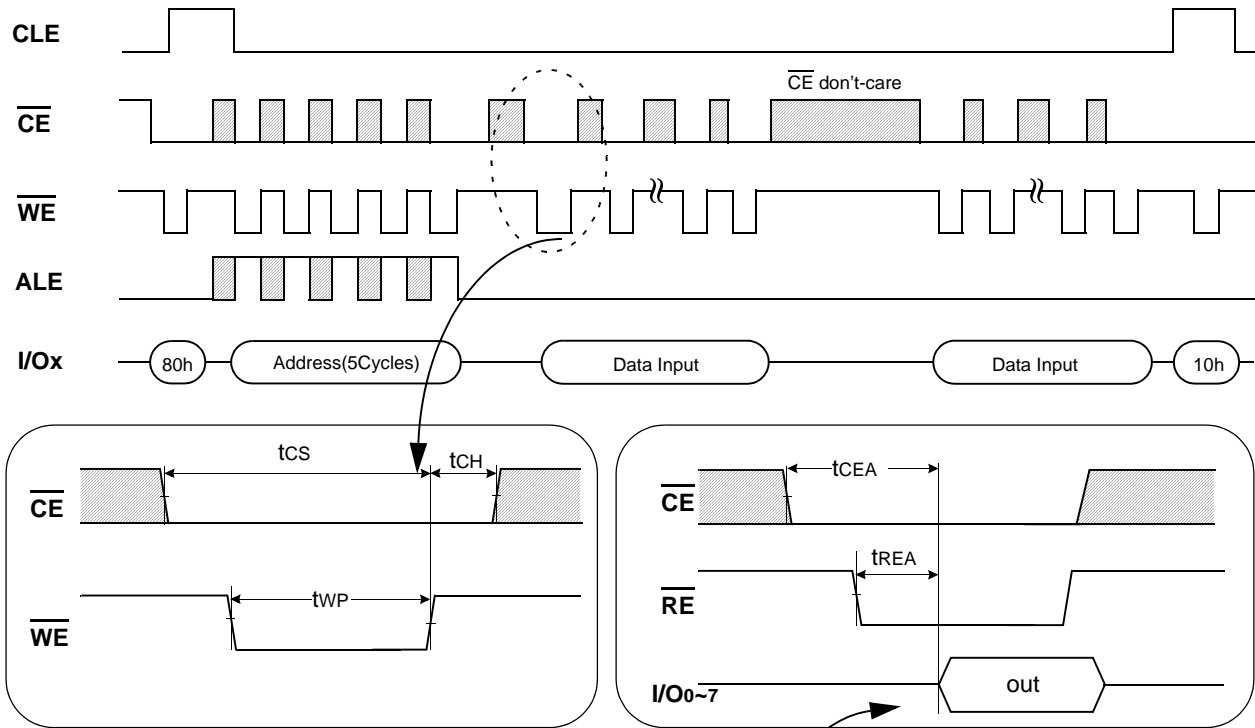 CLE
CE don't-care
CE
WE
ALE
I/Ox
80h
Address(5Cycles)
Data Input
Data Input
10h
tCS
tCH
CE
tWP
WE
tCEA
CE
tREA
RE
I/O0~7
out